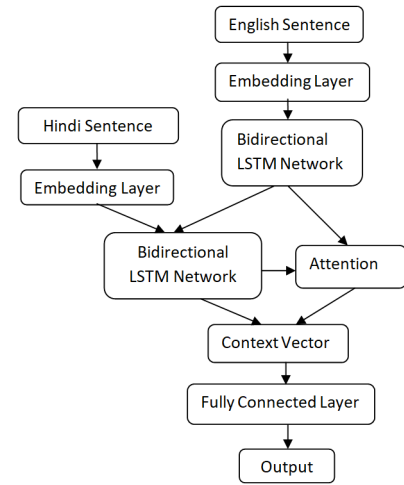 English Sentence
Embedding Layer
Hindi Sentence
Bidirectional
LSTM Network
Embedding Layer
Bidirectional
LSTM Network
Attention
Context Vector
Fully Connected Layer
Output